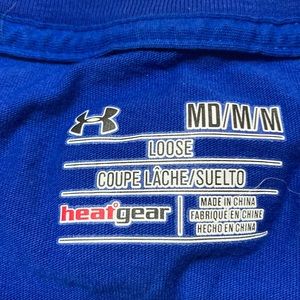 MD/M/M
LOOSE
COUPE LÂCHE/SUELTO
heatgear
MADE IN CHINA
FABRIQUÉ EN CHINE
HECHO EN CHINA